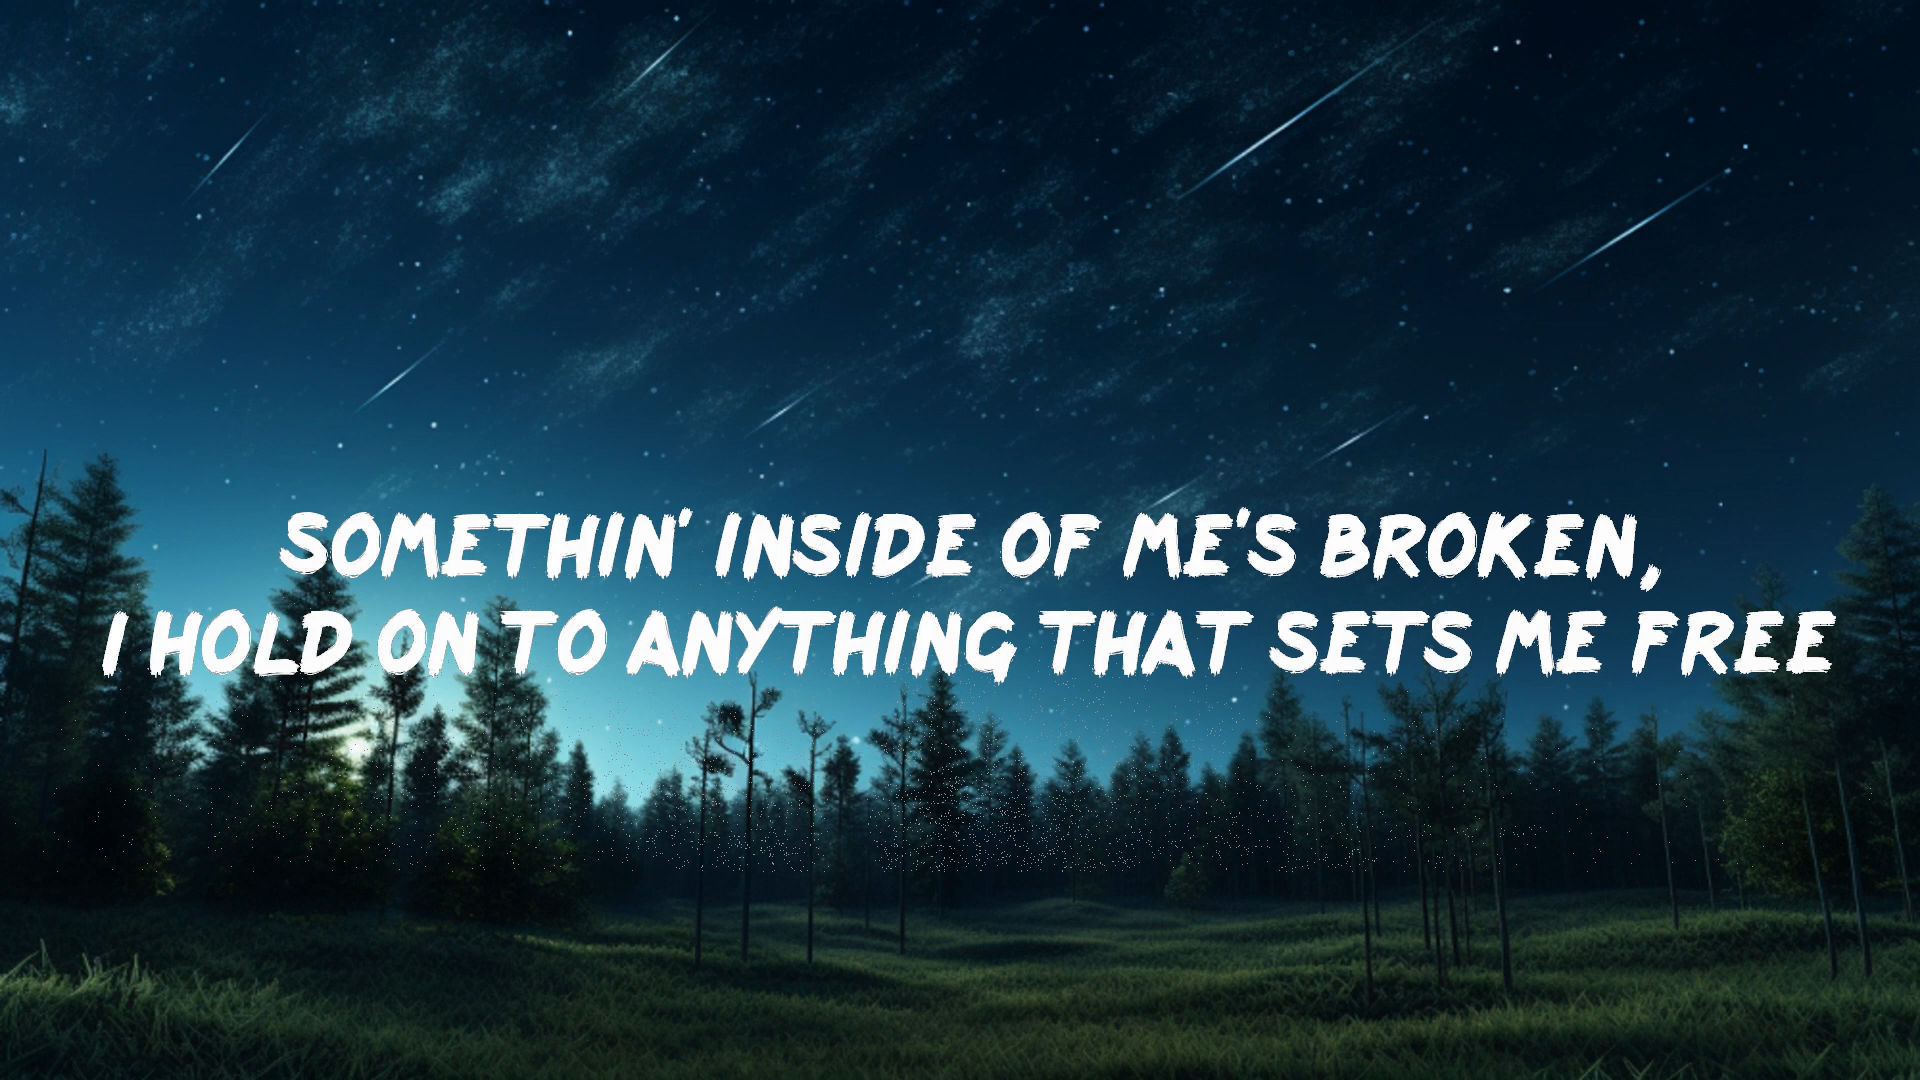 SOMETHIN' INSIDE OF ME'S BROKEN,
I HOLD ON TO ANYTHING THAT SETS ME FREE